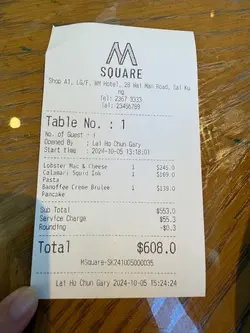 M
SQUARE
Shop A1, LG/F, WM Hotel, 28 Wai Man Road, Sai Ku
ng
Tel: 2367 3333
Sal: 23456789
Table No. : 1
No. of Guest : 1
Opened By : Lai Ho Chun Gary
Start Time : 2024-10-05 13:18:01
Lobster Mac & Cheese 1 $245.0
Calamari Squid Ink 1 $169.0
Pasta
Banoffee Creme Brulee 1 $139.0
Pancake
Sub Total $553.0
Service Charge $55.3
Rounding -$0.3
Total $608.0
MSquare-SK241005000035
Lai Ho Chun Gary 2024-10-05 15:24:24